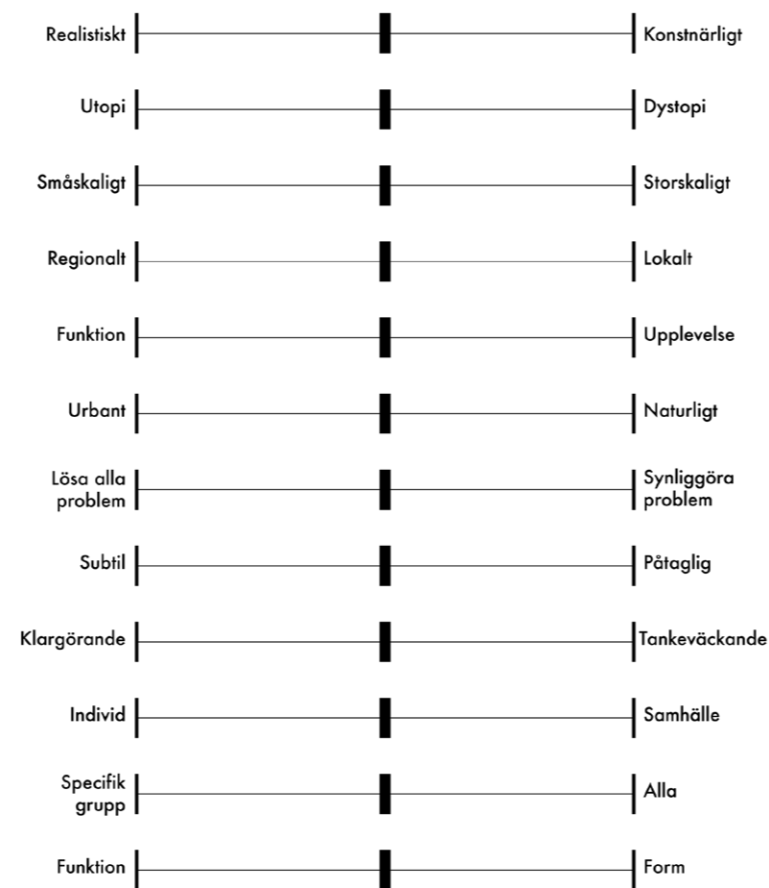 Realistiskt Konstnärligt
Utopi Dystopi
Småskaligt Storskaligt
Regionalt Lokalt
Funktion Upplevelse
Urbant Naturligt
Lösa alla problem Synliggöra problem
Subtil Påtaglig
Klargörande Tankeväckande
Individ Samhälle
Specifik grupp Alla
Funktion Form